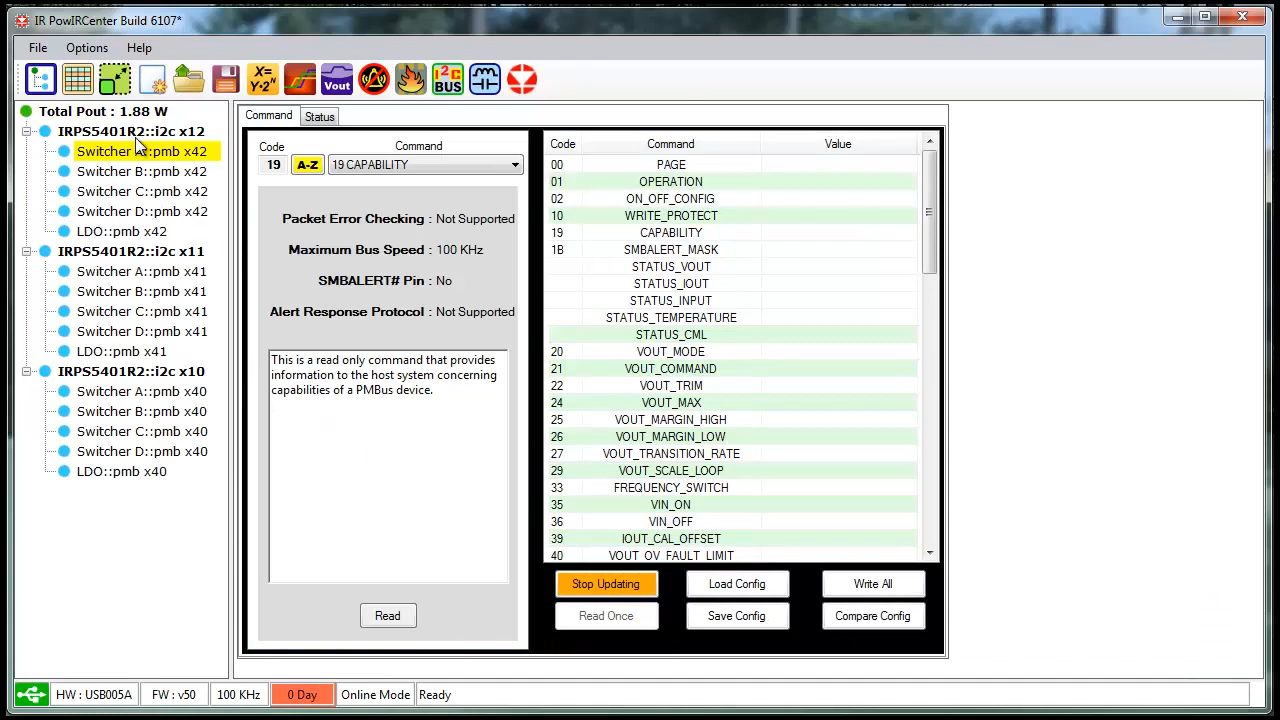 IR PowIRCenter Build 6107*
File Options Help
X=
Y·2ᴺ
Vout
I2C
BUS
Total Pout : 1.88 W
IRPS5401R2::i2c x12
Switcher ::pmb x42
Switcher B::pmb x42
Switcher C::pmb x42
Switcher D::pmb x42
LDO::pmb x42
IRPS5401R2::i2c x11
Switcher A::pmb x41
Switcher B::pmb x41
Switcher C::pmb x41
Switcher D::pmb x41
LDO::pmb x41
IRPS5401R2::i2c x10
Switcher A::pmb x40
Switcher B::pmb x40
Switcher C::pmb x40
Switcher D::pmb x40
LDO::pmb x40
Command Status
Code Command
19 A-Z 19 CAPABILITY
Packet Error Checking : Not Supported
Maximum Bus Speed : 100 KHz
SMBALERT# Pin : No
Alert Response Protocol : Not Supported
This is a read only command that provides
information to the host system concerning
capabilities of a PMBus device.
Read
Code Command Value
00 PAGE
01 OPERATION
02 ON_OFF_CONFIG
10 WRITE_PROTECT
19 CAPABILITY
1B SMBALERT_MASK
STATUS_VOUT
STATUS_IOUT
STATUS_INPUT
STATUS_TEMPERATURE
STATUS_CML
20 VOUT_MODE
21 VOUT_COMMAND
22 VOUT_TRIM
24 VOUT_MAX
25 VOUT_MARGIN_HIGH
26 VOUT_MARGIN_LOW
27 VOUT_TRANSITION_RATE
29 VOUT_SCALE_LOOP
33 FREQUENCY_SWITCH
35 VIN_ON
36 VIN_OFF
39 IOUT_CAL_OFFSET
40 VOUT_OV_FAULT_LIMIT
Stop Updating Load Config Write All
Read Once Save Config Compare Config
HW : USB005A FW : v50 100 KHz 0 Day Online Mode Ready